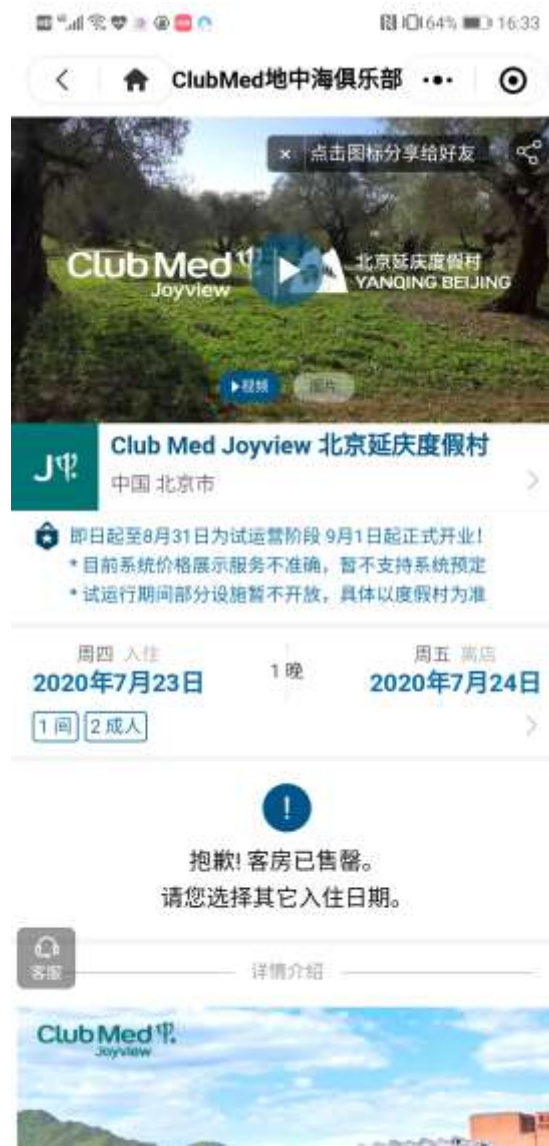 64% 16:33
ClubMed地中海俱乐部
× 点击图标分享给好友
Club Med
Joyview
北京延庆度假村
YANQING BEIJING
视频
图片
Club Med Joyview 北京延庆度假村
中国 北京市
即日起至8月31日为试运营阶段 9月1日起正式开业!
*目前系统价格展示服务不准确，暂不支持系统预定
*试运行期间部分设施暂不开放，具体以度假村为准
周四 入住
2020年7月23日
1晚
周五 离店
2020年7月24日
1间 2成人
抱歉! 客房已售罄。
请您选择其它入住日期。
客服
详情介绍
Club Med
Joyview